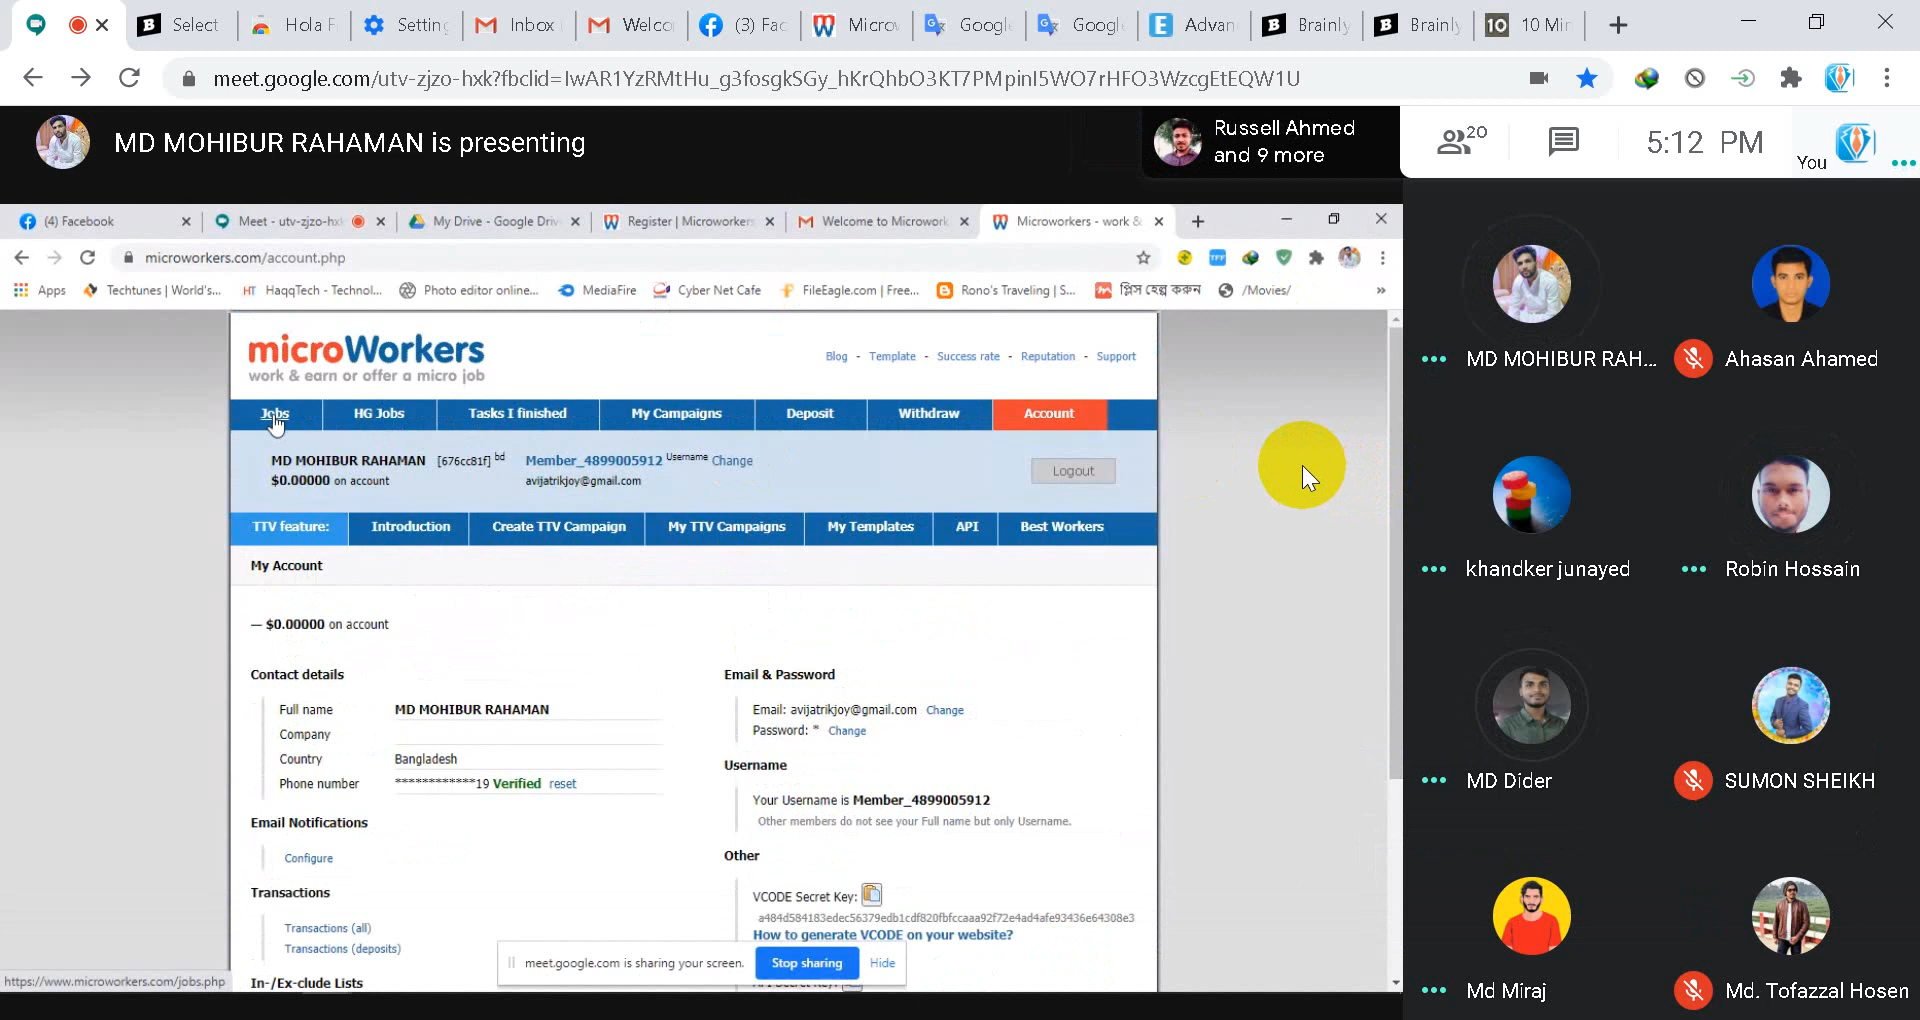 Select
Hola F
Setting
Inbox
Welco
(3) Fac
Microw
Google
Googl
Advan
Brainly
Brainly
10 Min
meet.google.com/utv-zjzo-hxk?fbclid=IwAR1YzRMtHu_g3fosgkSGy_hKrQhbO3KT7PMpinI5WO7rHFO3WzcgEtEQW1U
MD MOHIBUR RAHAMAN is presenting
Russell Ahmed
and 9 more
20
5:12 PM
You
(4) Facebook
Meet - utv-zjzo-hxk
My Drive - Google Driv
Register | Microworkers
Welcome to Microwork
Microworkers - work &
microworkers.com/account.php
Apps
Techtunes | World's...
HaqqTech - Technol...
Photo editor online...
MediaFire
Cyber Net Cafe
FileEagle.com | Free...
Rono's Traveling | S...
প্লিস হেল্প করুন
/Movies/
»
microWorkers
work & earn or offer a micro job
Blog - Template - Success rate - Reputation - Support
Jobs
HG Jobs
Tasks I finished
My Campaigns
Deposit
Withdraw
Account
MD MOHIBUR RAHAMAN [676cc81f] bd
Member_4899005912 Username Change
$0.00000 on account
avijatrikjoy@gmail.com
Logout
TTV feature:
Introduction
Create TTV Campaign
My TTV Campaigns
My Templates
API
Best Workers
My Account
— $0.00000 on account
Contact details
Full name MD MOHIBUR RAHAMAN
Company
Country Bangladesh
Phone number ************19 Verified reset
Email Notifications
Configure
Transactions
Transactions (all)
Transactions (deposits)
In-/Ex-clude Lists
Email & Password
Email: avijatrikjoy@gmail.com Change
Password: * Change
Username
Your Username is Member_4899005912
Other members do not see your Full name but only Username.
Other
VCODE Secret Key:
a484d584183edec56379edb1cdf820fbfccaaa92f72e4ad4afe93436e64308e3
How to generate VCODE on your website?
meet.google.com is sharing your screen.
Stop sharing
Hide
https://www.microworkers.com/jobs.php
MD MOHIBUR RAH...
Ahasan Ahamed
khandker junayed
Robin Hossain
MD Dider
SUMON SHEIKH
Md Miraj
Md. Tofazzal Hosen